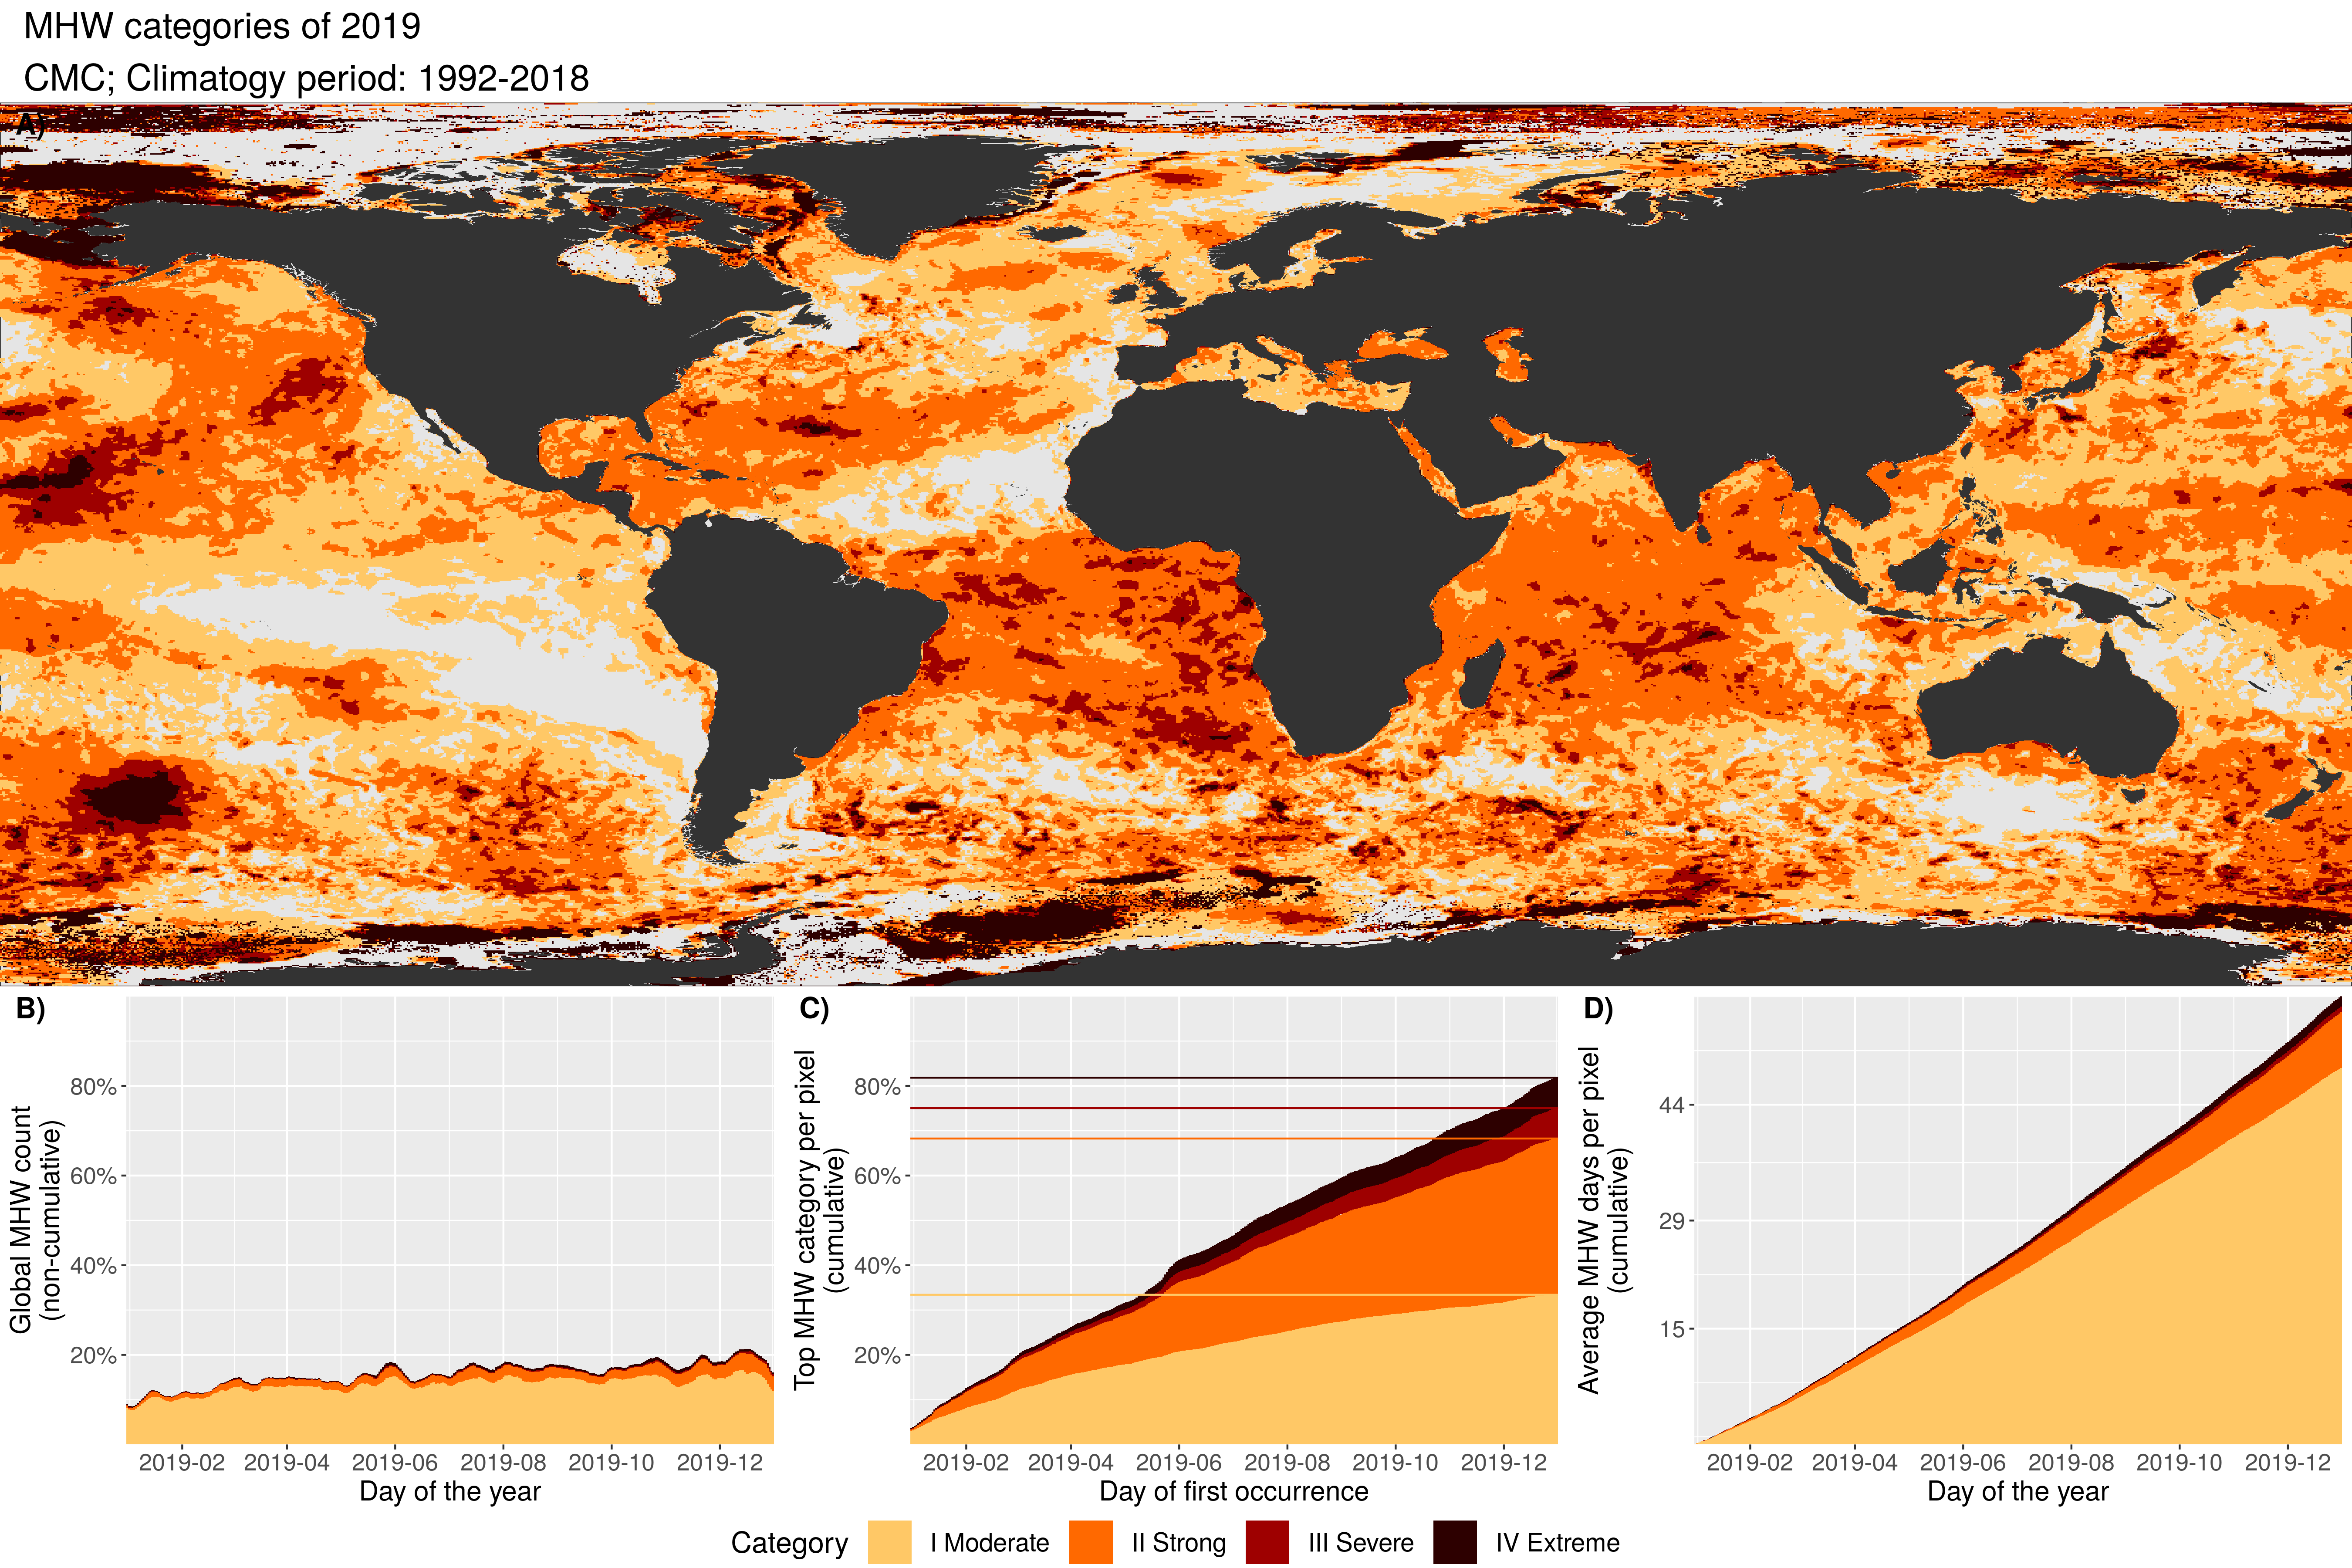 MHW categories of 2019
CMC; Climatogy period: 1992-2018
A)
B)
Global MHW count
(non-cumulative)
80%
60%
40%
20%
2019-02 2019-04 2019-06 2019-08 2019-10 2019-12
Day of the year
C)
Top MHW category per pixel
(cumulative)
80%
60%
40%
20%
2019-02 2019-04 2019-06 2019-08 2019-10 2019-12
Day of first occurrence
D)
Average MHW days per pixel
(cumulative)
44
29
15
2019-02 2019-04 2019-06 2019-08 2019-10 2019-12
Day of the year
Category I Moderate II Strong III Severe IV Extreme